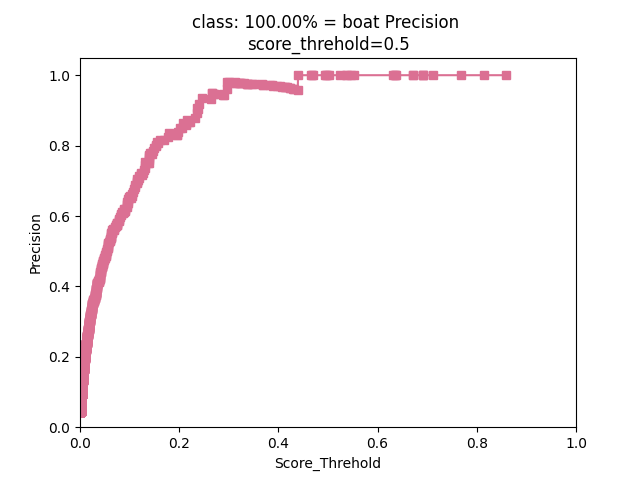 class: 100.00% = boat Precision
score_threhold=0.5
1.0
0.8
0.6
0.4
0.2
0.0
Precision
0.0 0.2 0.4 0.6 0.8 1.0
Score_Threhold